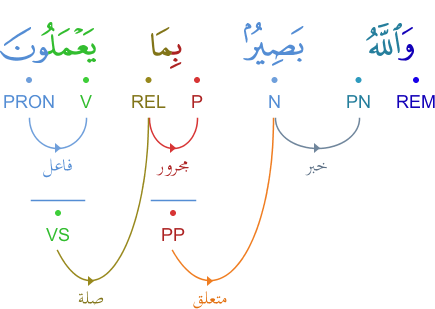 وَٱللَّهُ بَصِيرٌۢ بِمَا يَعْمَلُونَ
REM PN N P REL V PRON
خبر مجرور فاعل
PP VS
متعلق صلة